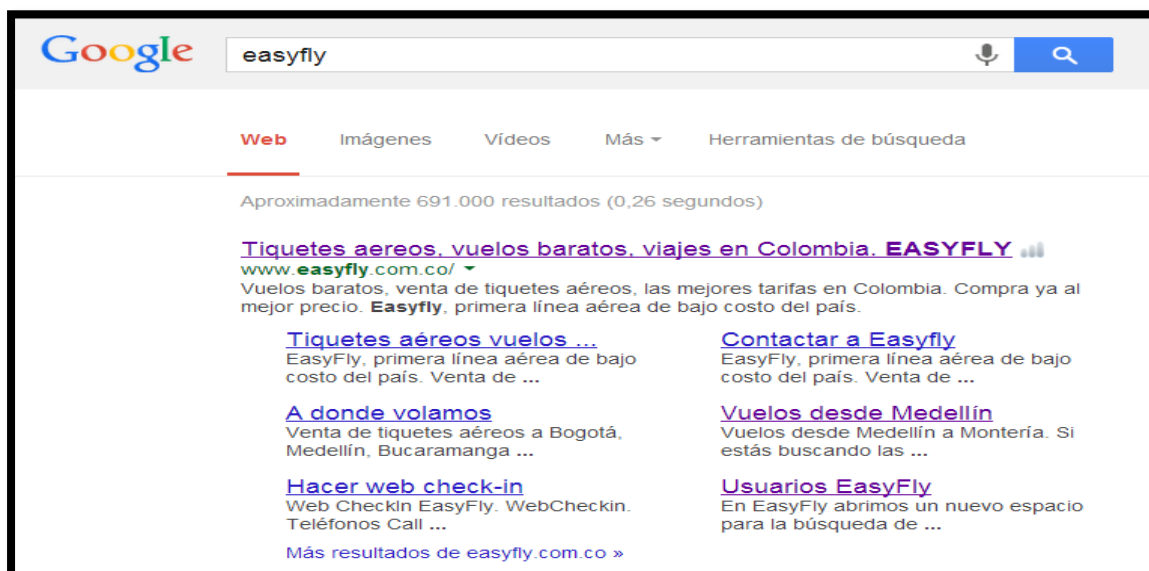 Google easyfly
Web Imágenes Vídeos Más Herramientas de búsqueda
Aproximadamente 691.000 resultados (0,26 segundos)
Tiquetes aereos, vuelos baratos, viajes en Colombia. EASYFLY
www.easyfly.com.co/
Vuelos baratos, venta de tiquetes aéreos, las mejores tarifas en Colombia. Compra ya al
mejor precio. Easyfly, primera línea aérea de bajo costo del país.
Tiquetes aéreos vuelos ...
EasyFly, primera línea aérea de bajo
costo del país. Venta de ...
Contactar a Easyfly
EasyFly, primera línea aérea de bajo
costo del país. Venta de ...
A donde volamos
Venta de tiquetes aéreos a Bogotá,
Medellín, Bucaramanga ...
Vuelos desde Medellín
Vuelos desde Medellín a Montería. Si
estás buscando las ...
Hacer web check-in
Web CheckIn EasyFly. WebCheckin.
Teléfonos Call ...
Usuarios EasyFly
En EasyFly abrimos un nuevo espacio
para la búsqueda de ...
Más resultados de easyfly.com.co »